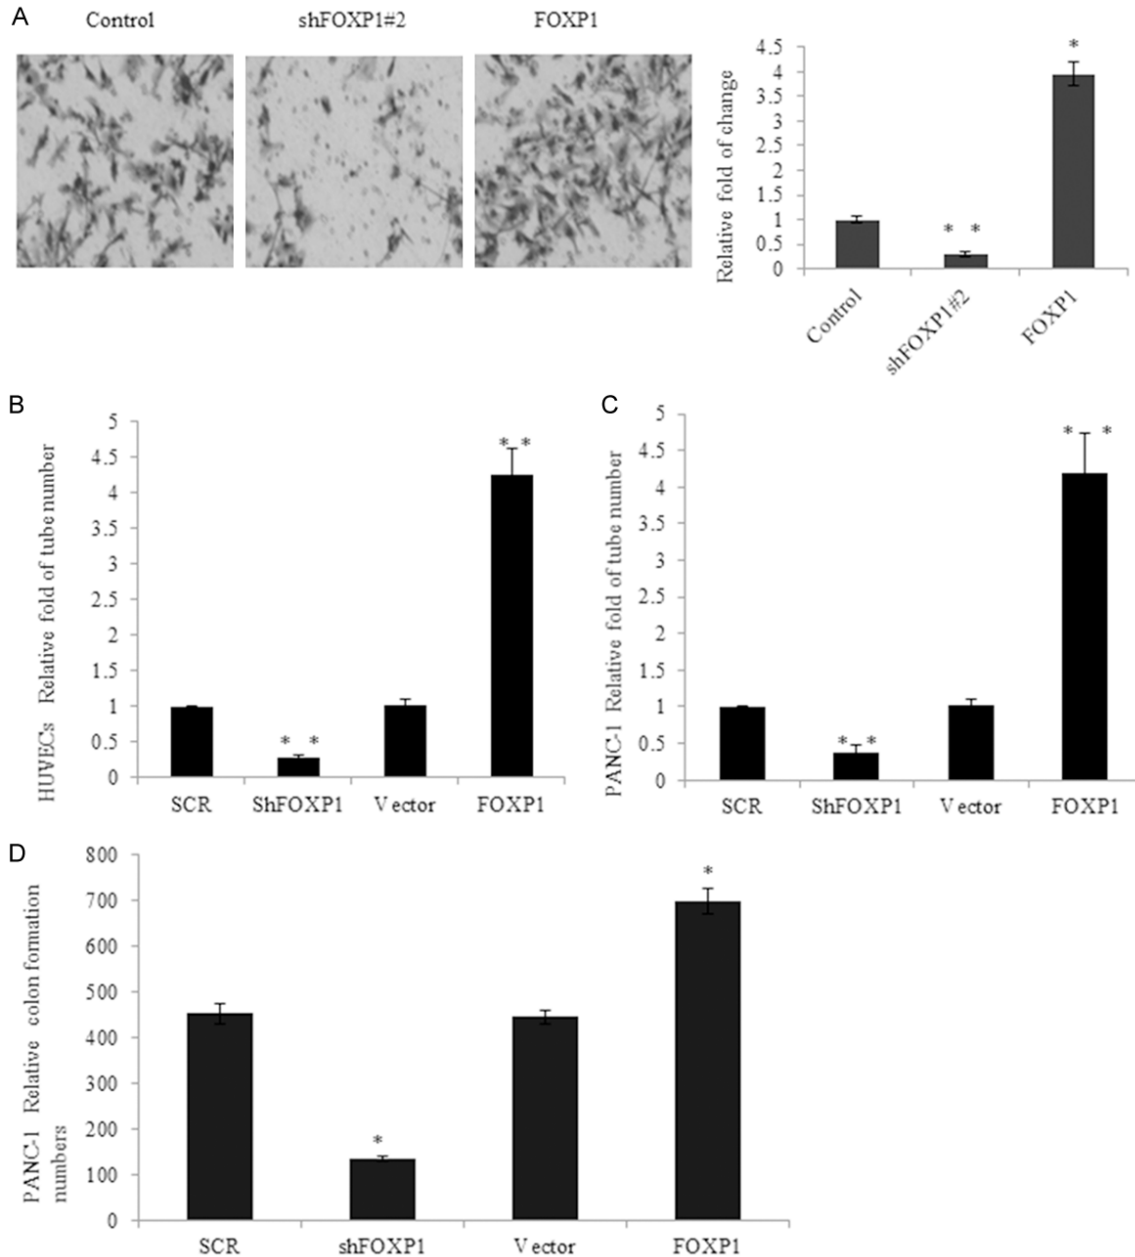 A
Control
shFOXP1#2
FOXP1
Relative fold of change
4.5
4
3.5
3
2.5
2
1.5
1
0.5
0
*
* *
Control
shFOXP1#2
FOXP1
B
HUVECs Relative fold of tube number
5
4.5
4
3.5
3
2.5
2
1.5
1
0.5
0
* *
* *
SCR
ShFOXP1
Vector
FOXP1
C
PANC-1 Relative fold of tube number
5
4.5
4
3.5
3
2.5
2
1.5
1
0.5
0
* *
* *
SCR
ShFOXP1
Vector
FOXP1
D
PANC-1 Relative colon formation
numbers
800
700
600
500
400
300
200
100
0
*
*
SCR
shFOXP1
Vector
FOXP1